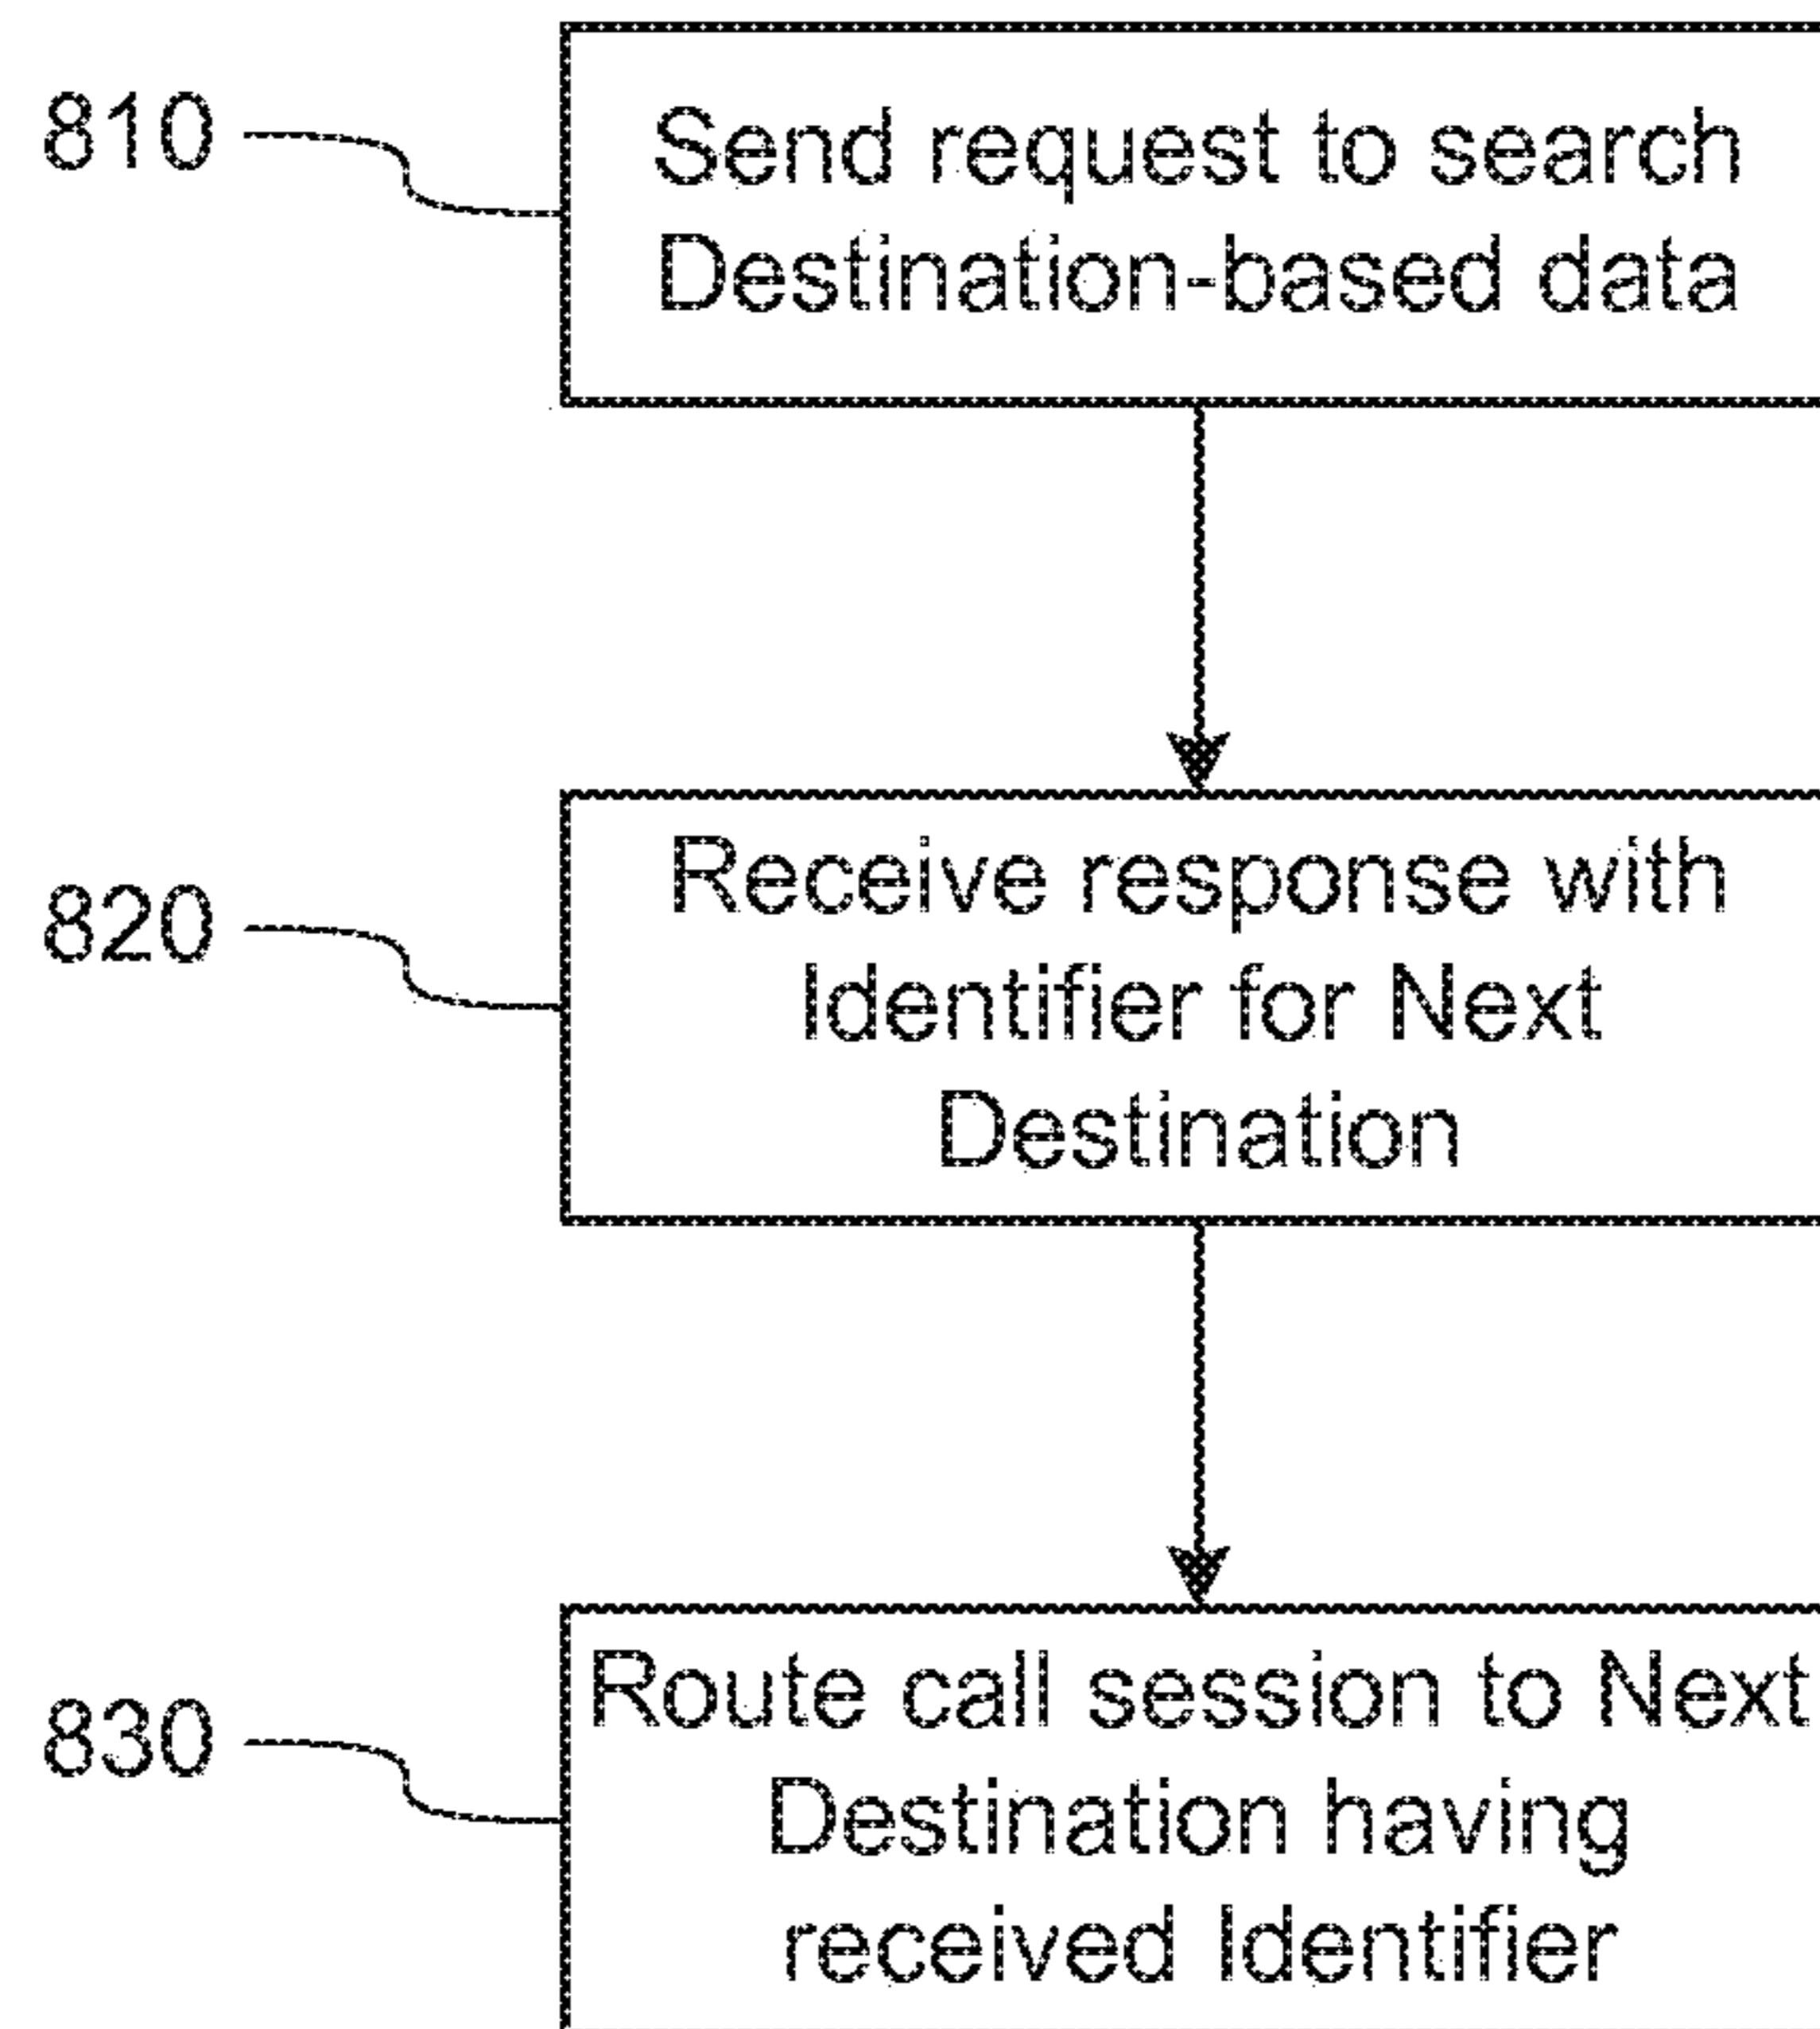 810
Send request to search
Destination-based data
820
Receive response with
Identifier for Next
Destination
830
Route call session to Next
Destination having
received Identifier